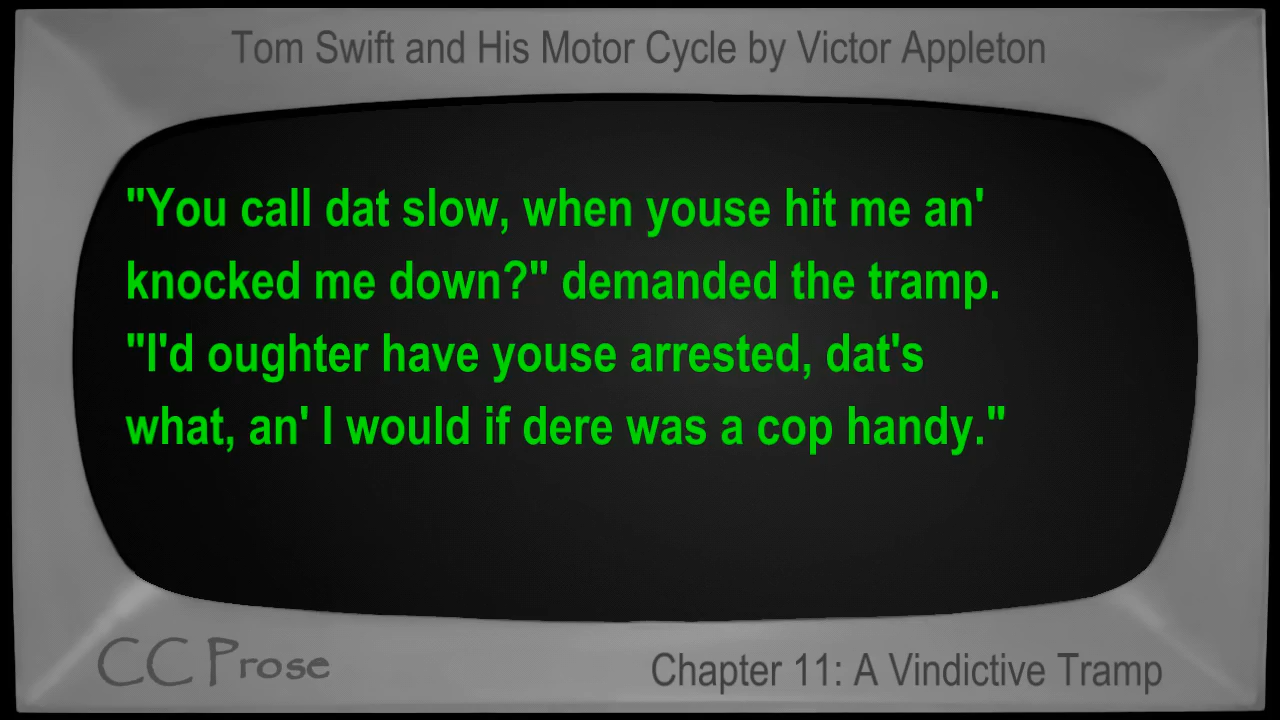 Tom Swift and His Motor Cycle by Victor Appleton
"You call dat slow, when youse hit me an'
knocked me down?" demanded the tramp.
"I'd oughter have youse arrested, dat's
what, an' I would if dere was a cop handy."
CC Prose
Chapter 11: A Vindictive Tramp